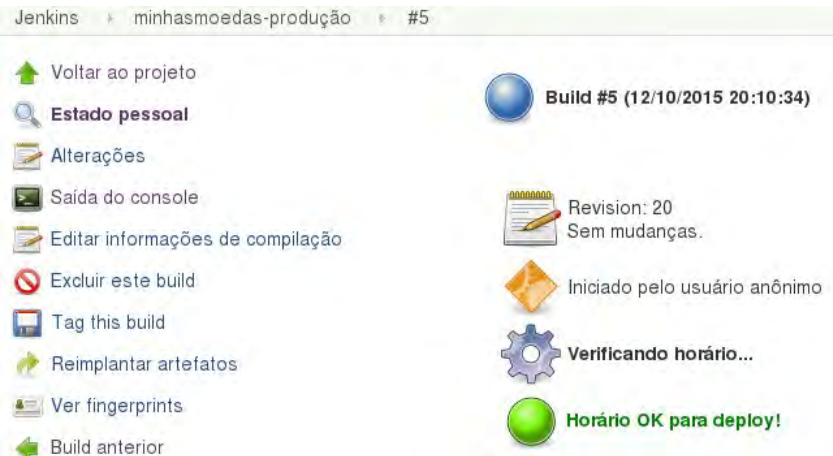 Jenkins minhasmoedas-produção #5
Voltar ao projeto
Estado pessoal
Alterações
Saída do console
Editar informações de compilação
Excluir este build
Tag this build
Reimplantar artefatos
Ver fingerprints
Build anterior
Build #5 (12/10/2015 20:10:34)
Revision: 20
Sem mudanças.
Iniciado pelo usuário anônimo
Verificando horário...
Horário OK para deploy!